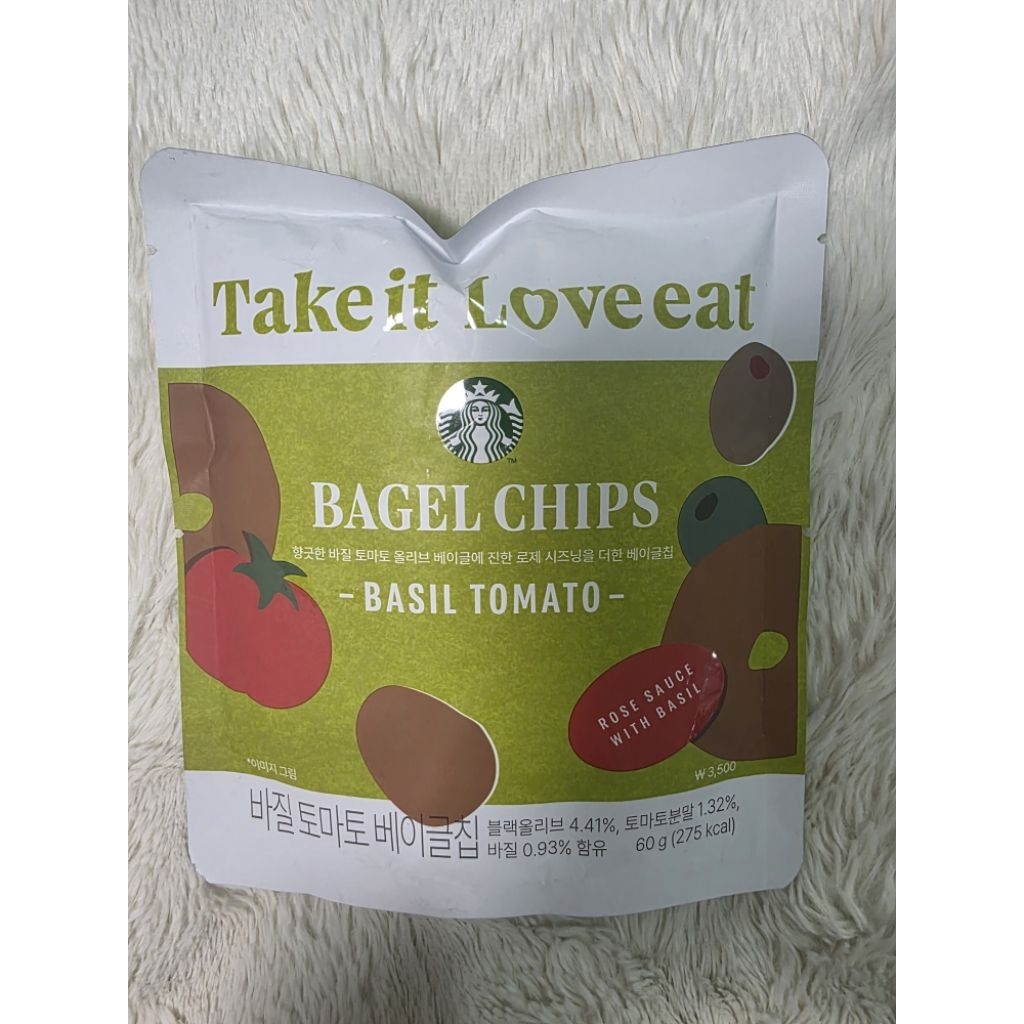 Take it Love eat
TM
BAGEL CHIPS
향긋한 바질 토마토 올리브 베이글에 진한 로제 시즈닝을 더한 베이글칩
– BASIL TOMATO –
ROSE SAUCE
WITH BASIL
*이미지 그림
₩ 3,500
바질 토마토 베이글칩
블랙올리브 4.41%, 토마토분말 1.32%,
바질 0.93% 함유 60 g (275 kcal)